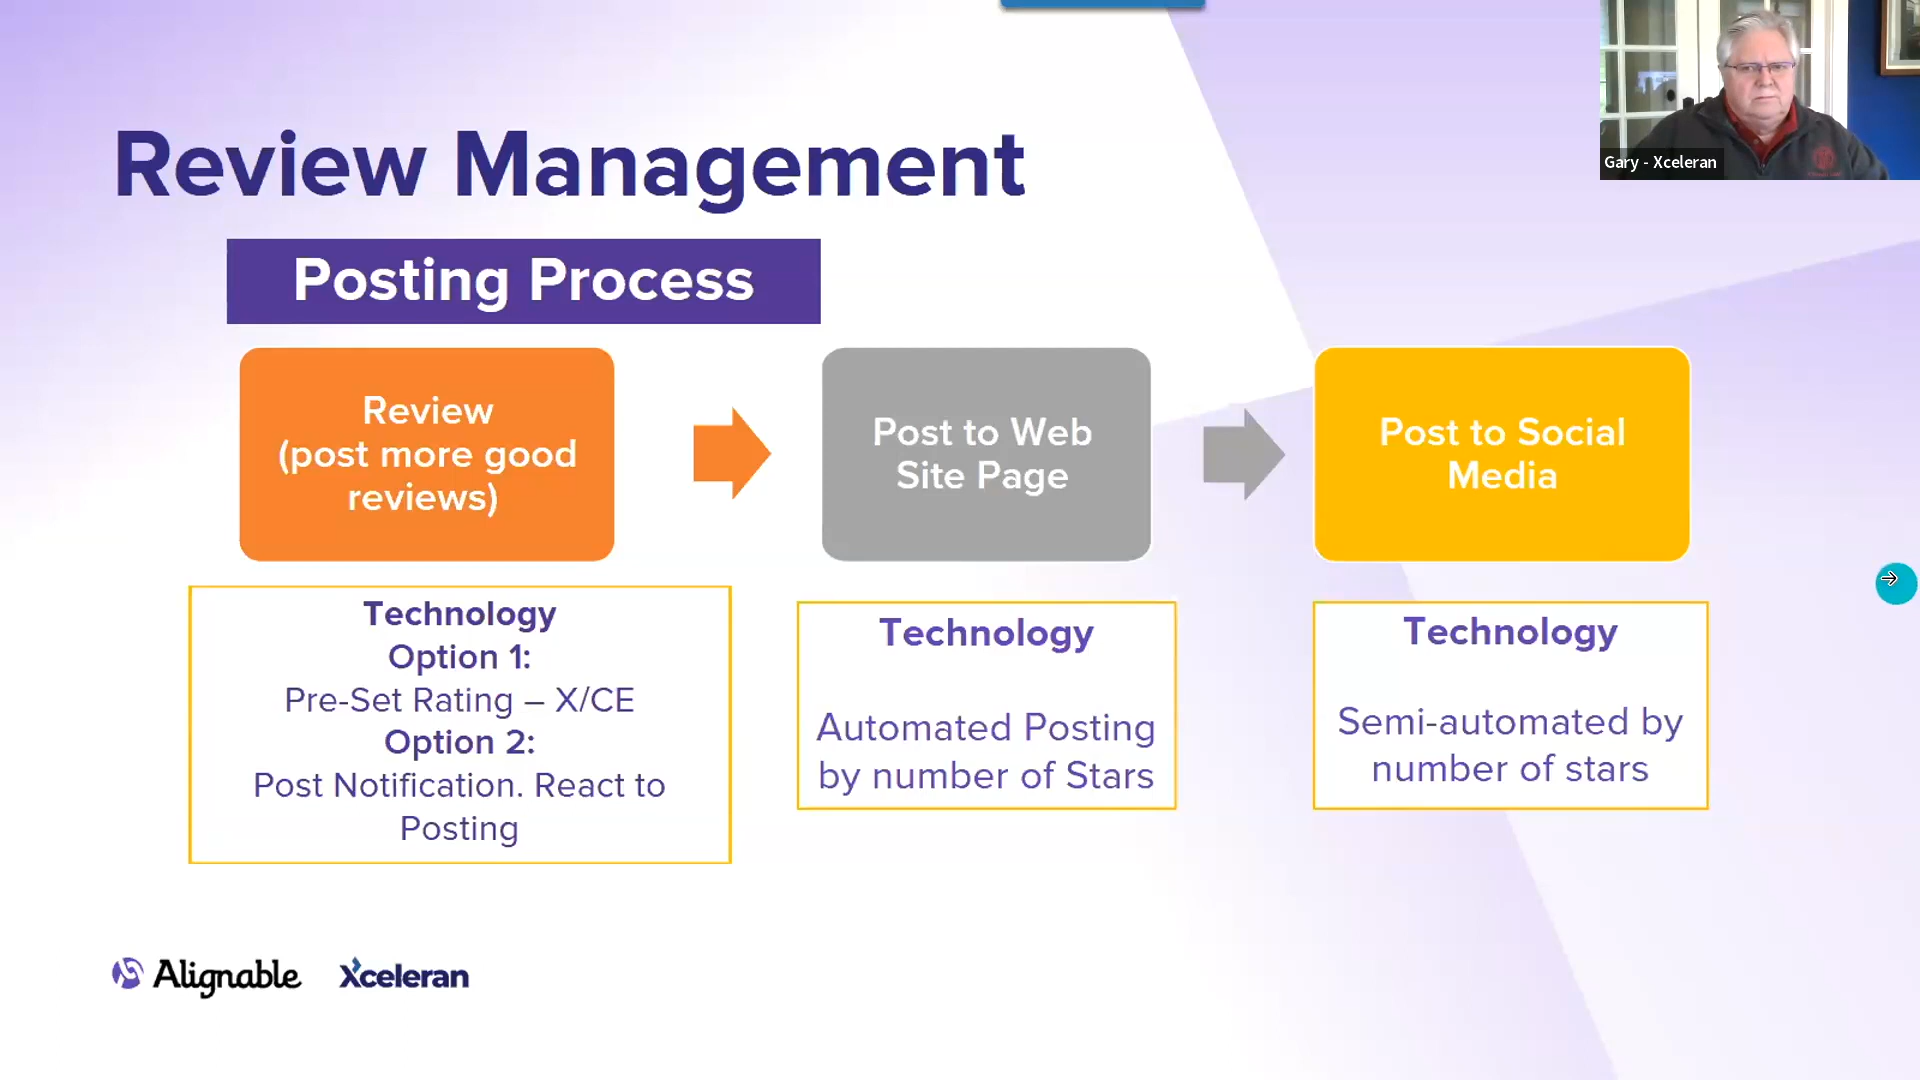 Review Management
Gary - Xceleran
Posting Process
Review
(post more good
reviews)
Post to Web
Site Page
Post to Social
Media
Technology
Option 1:
Pre-Set Rating – X/CE
Option 2:
Post Notification. React to
Posting
Technology
Automated Posting
by number of Stars
Technology
Semi-automated by
number of stars
Alignable
Xceleran